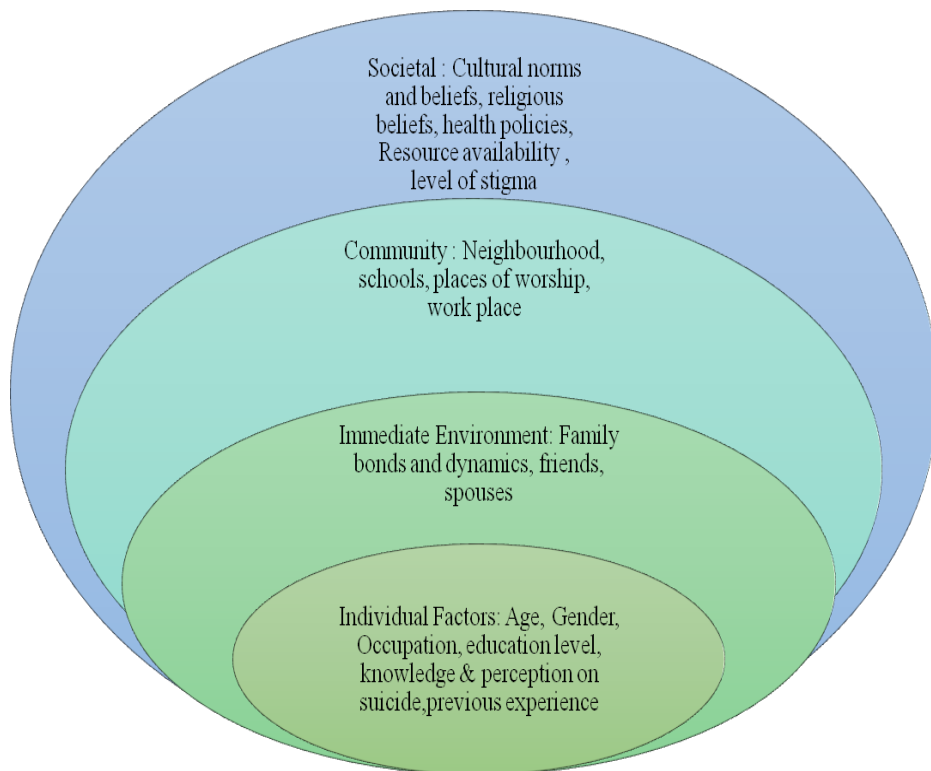 Societal : Cultural norms
and beliefs, religious
beliefs, health policies,
Resource availability ,
level of stigma
Community : Neighbourhood,
schools, places of worship,
work place
Immediate Environment: Family
bonds and dynamics, friends,
spouses
Individual Factors: Age, Gender,
Occupation, education level,
knowledge & perception on
suicide,previous experience